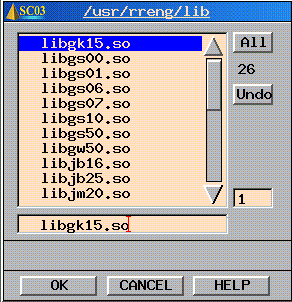 SC03 /usr/rreng/lib
libgk15.so
libgs00.so
libgs01.so
libgs06.so
libgs07.so
libgs10.so
libgs50.so
libgw50.so
libjb16.so
libjb25.so
libjm20.so
All
26
Undo
1
libgk15.so
OK CANCEL HELP